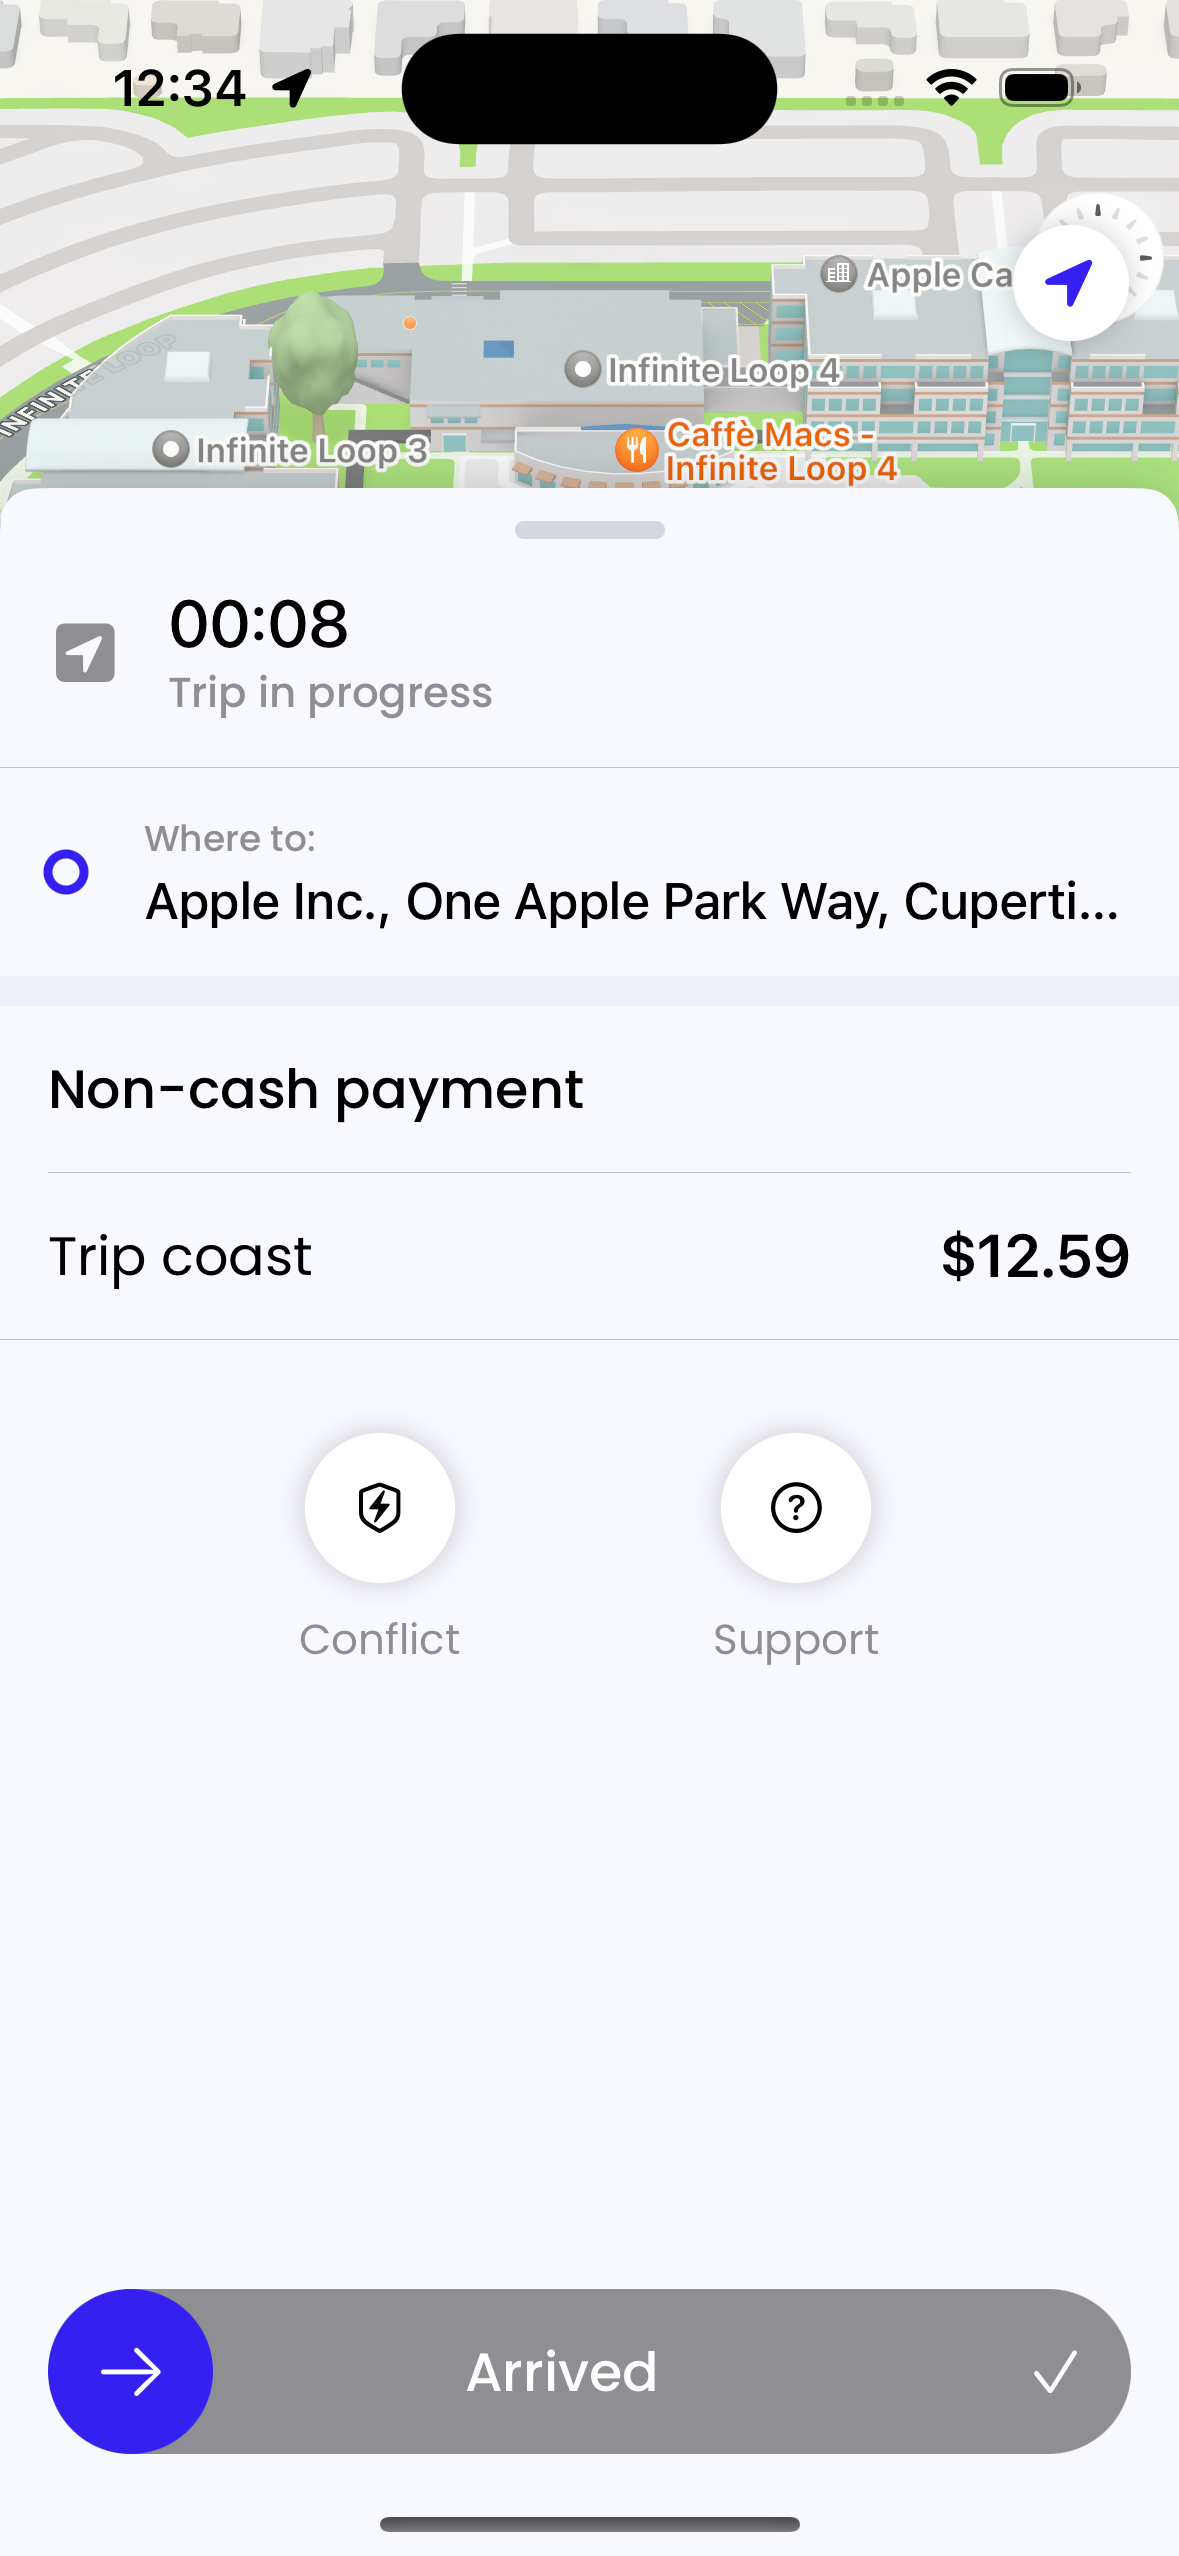 12:34
Apple Ca
Infinite Loop 4
INFINITE LOOP
Caffè Macs -
Infinite Loop 4
Infinite Loop 3
00:08
Trip in progress
Where to:
Apple Inc., One Apple Park Way, Cuperti...
Non-cash payment
Trip coast $12.59
Conflict Support
Arrived